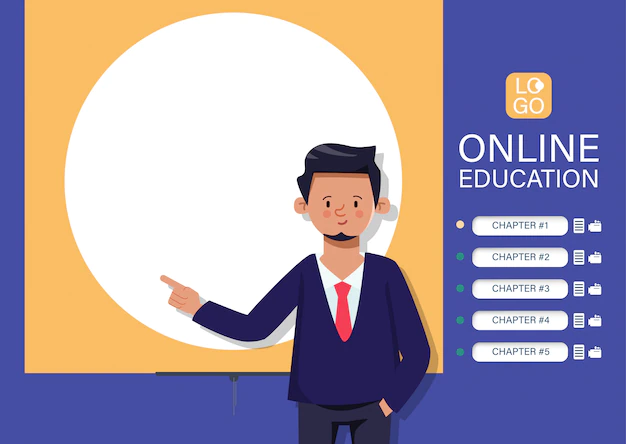 LO
GO
ONLINE
EDUCATION
CHAPTER #1
CHAPTER #2
CHAPTER #3
CHAPTER #4
CHAPTER #5